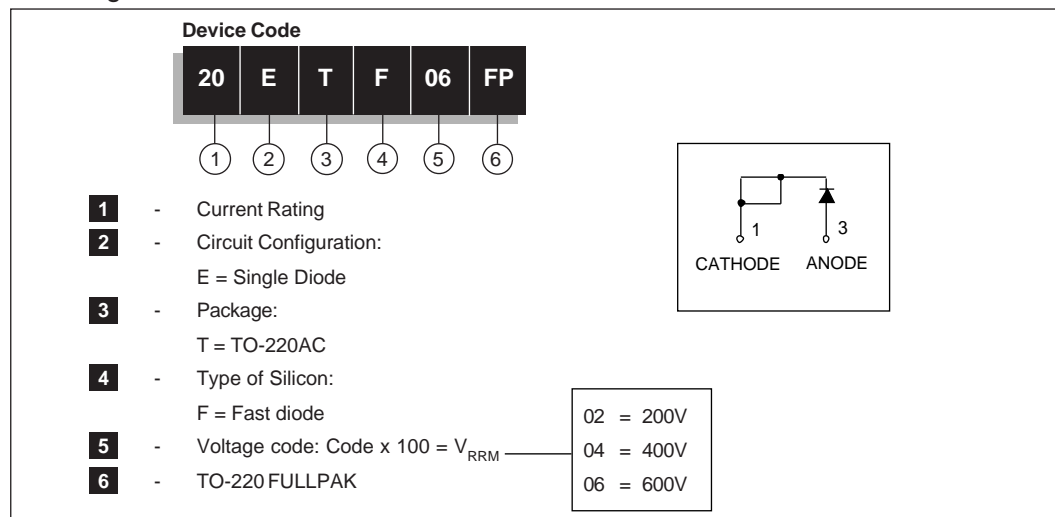 Device Code
20 E T F 06 FP
1 2 3 4 5 6
1 - Current Rating
2 - Circuit Configuration:
E = Single Diode
3 - Package:
T = TO-220AC
4 - Type of Silicon:
F = Fast diode
5 - Voltage code: Code x 100 = VRRM
6 - TO-220 FULLPAK
02 = 200V
04 = 400V
06 = 600V
1 3
CATHODE ANODE